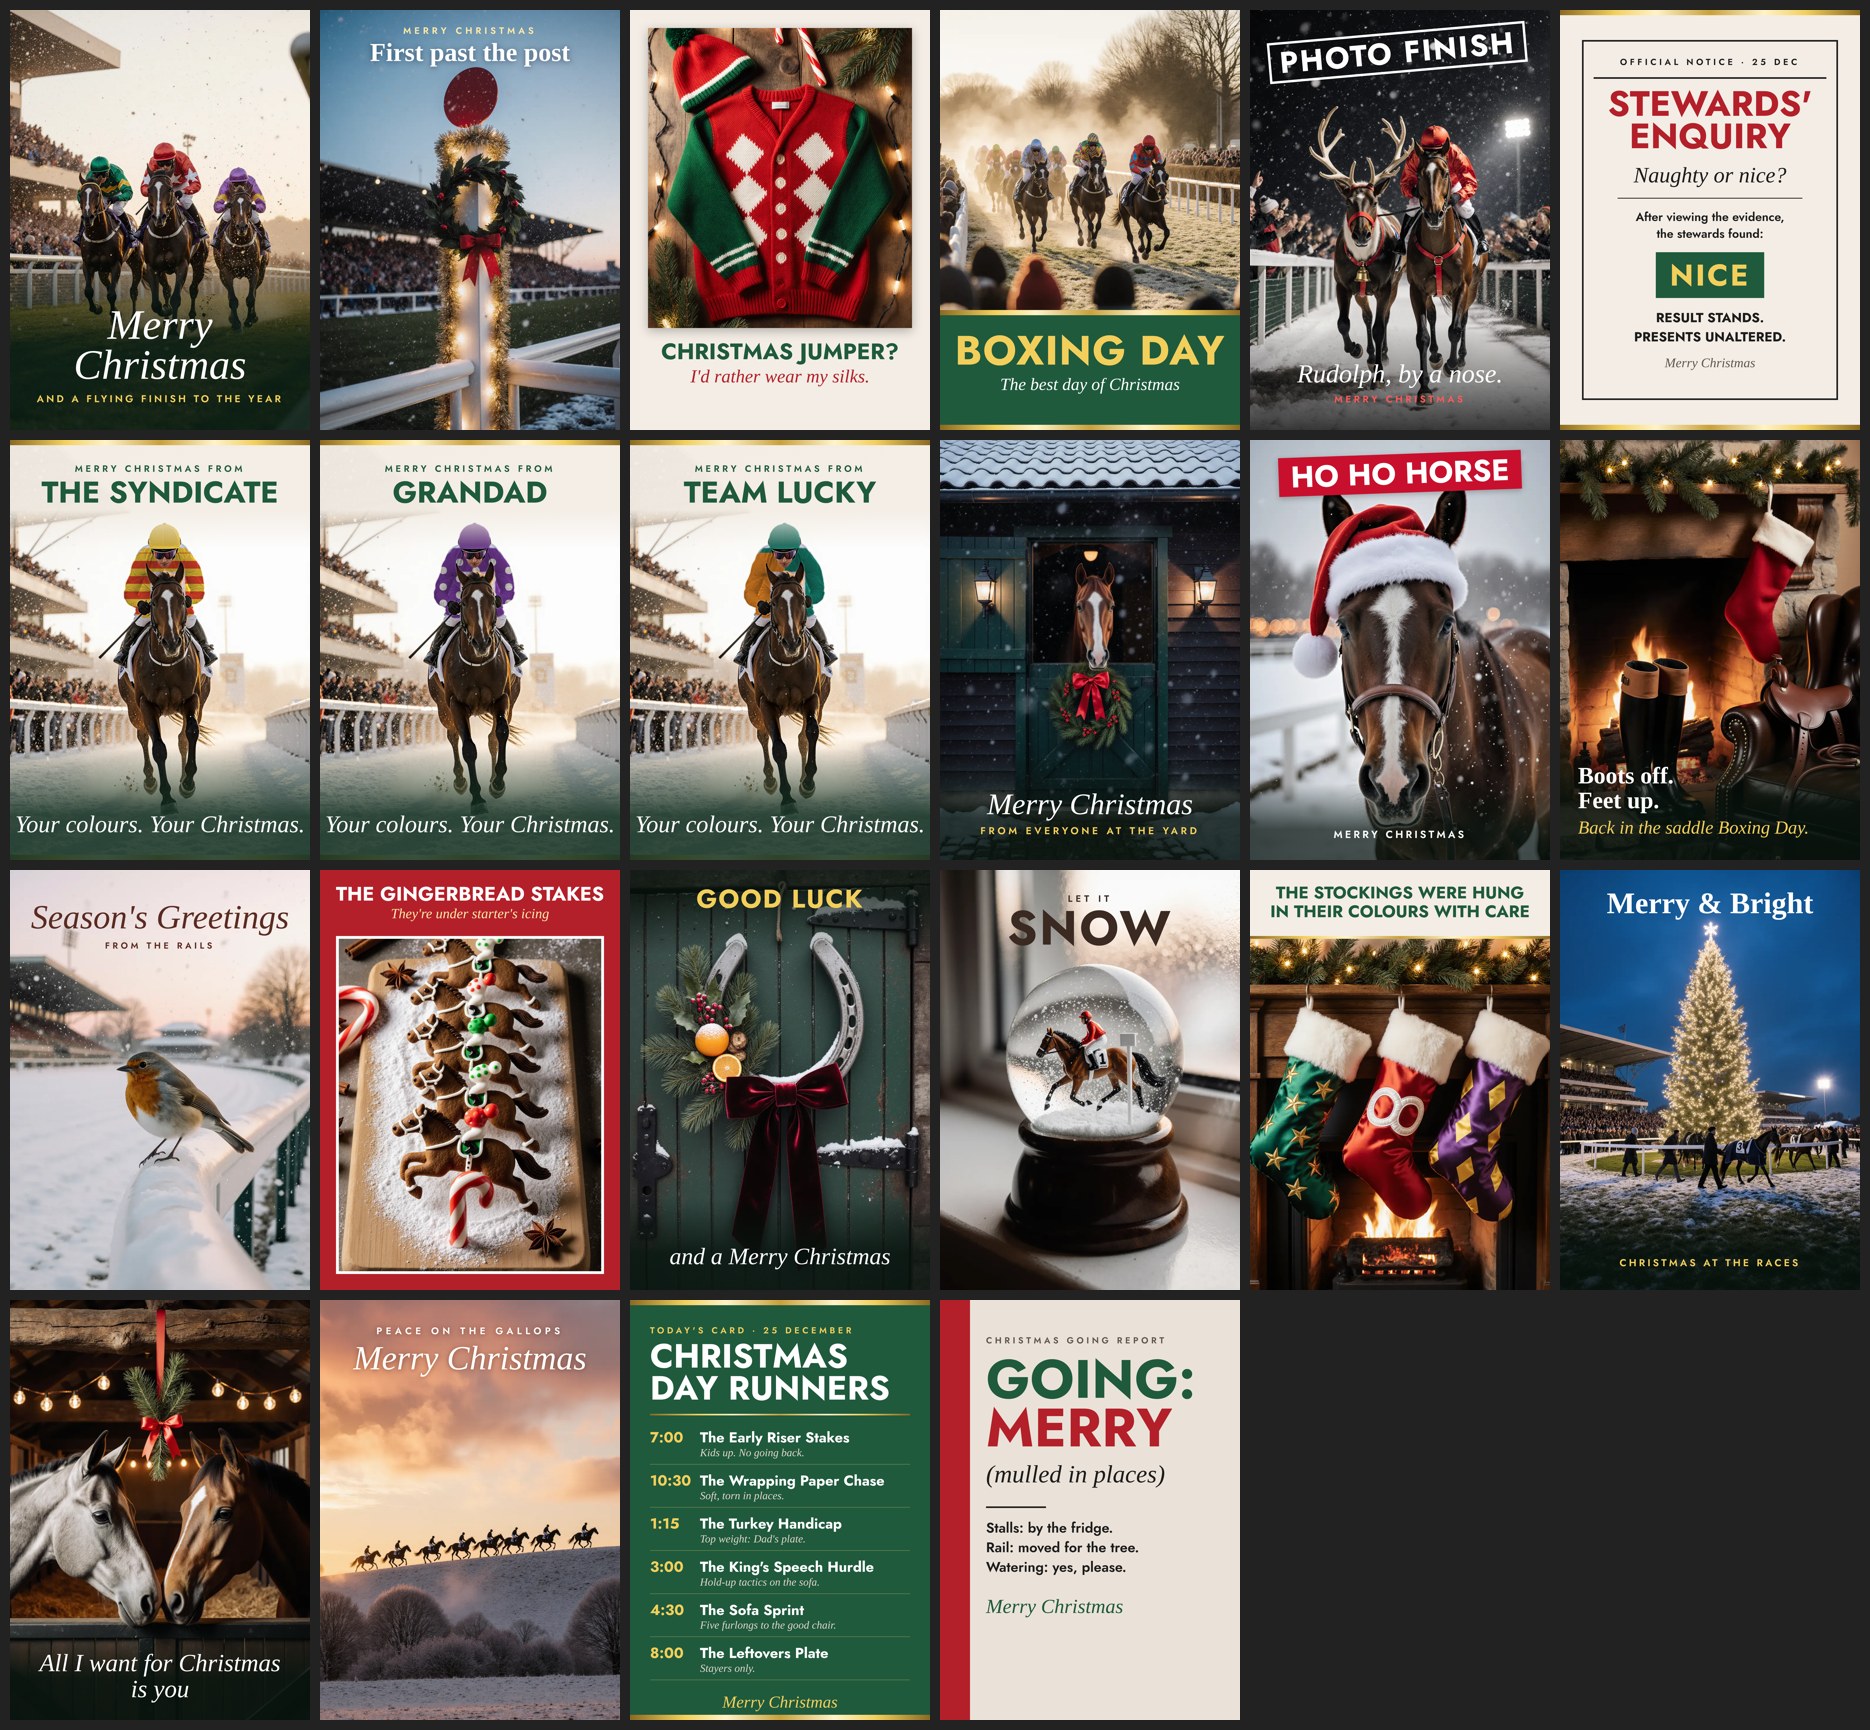 Merry
Christmas
AND A FLYING FINISH TO THE YEAR
MERRY CHRISTMAS
First past the post
CHRISTMAS JUMPER?
I'd rather wear my silks.
BOXING DAY
The best day of Christmas
PHOTO FINISH
Rudolph, by a nose.
MERRY CHRISTMAS
OFFICIAL NOTICE · 25 DEC
STEWARDS'
ENQUIRY
Naughty or nice?
After viewing the evidence,
the stewards found:
NICE
RESULT STANDS.
PRESENTS UNALTERED.
Merry Christmas
MERRY CHRISTMAS FROM
THE SYNDICATE
Your colours. Your Christmas.
MERRY CHRISTMAS FROM
GRANDAD
Your colours. Your Christmas.
MERRY CHRISTMAS FROM
TEAM LUCKY
Your colours. Your Christmas.
Merry Christmas
FROM EVERYONE AT THE YARD
HO HO HORSE
MERRY CHRISTMAS
Boots off.
Feet up.
Back in the saddle Boxing Day.
Season's Greetings
FROM THE RAILS
THE GINGERBREAD STAKES
They're under starter's icing
GOOD LUCK
and a Merry Christmas
LET IT
SNOW
1
THE STOCKINGS WERE HUNG
IN THEIR COLOURS WITH CARE
Merry & Bright
CHRISTMAS AT THE RACES
All I want for Christmas
is you
PEACE ON THE GALLOPS
Merry Christmas
TODAY'S CARD · 25 DECEMBER
CHRISTMAS
DAY RUNNERS
7:00 The Early Riser Stakes
Kids up. No going back.
10:30 The Wrapping Paper Chase
Soft, torn in places.
1:15 The Turkey Handicap
Top weight: Dad's plate.
3:00 The King's Speech Hurdle
Hold-up tactics on the sofa.
4:30 The Sofa Sprint
Five furlongs to the good chair.
8:00 The Leftovers Plate
Stayers only.
Merry Christmas
CHRISTMAS GOING REPORT
GOING:
MERRY
(mulled in places)
Stalls: by the fridge.
Rail: moved for the tree.
Watering: yes, please.
Merry Christmas